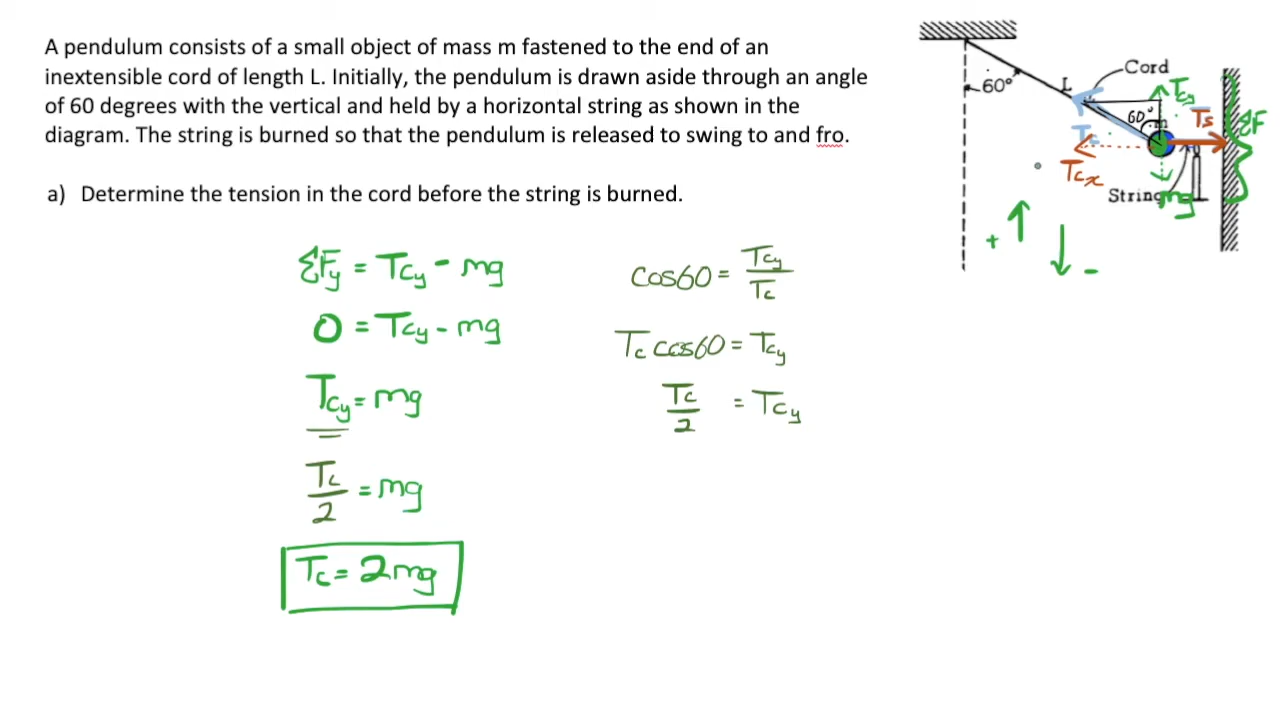 A pendulum consists of a small object of mass m fastened to the end of an
inextensible cord of length L. Initially, the pendulum is drawn aside through an angle
of 60 degrees with the vertical and held by a horizontal string as shown in the
diagram. The string is burned so that the pendulum is released to swing to and fro.
a) Determine the tension in the cord before the string is burned.
ΣFy = Tcy - mg
0 = Tcy - mg
Tcy = mg
Tc/2 = mg
Tc = 2mg
cos60 = Tcy/Tc
Tc cos60 = Tcy
Tc/2 = Tcy
60°
L
Cord
Tcy
60°
m
Ts
ΣF
Tcx
String
mg
+
-